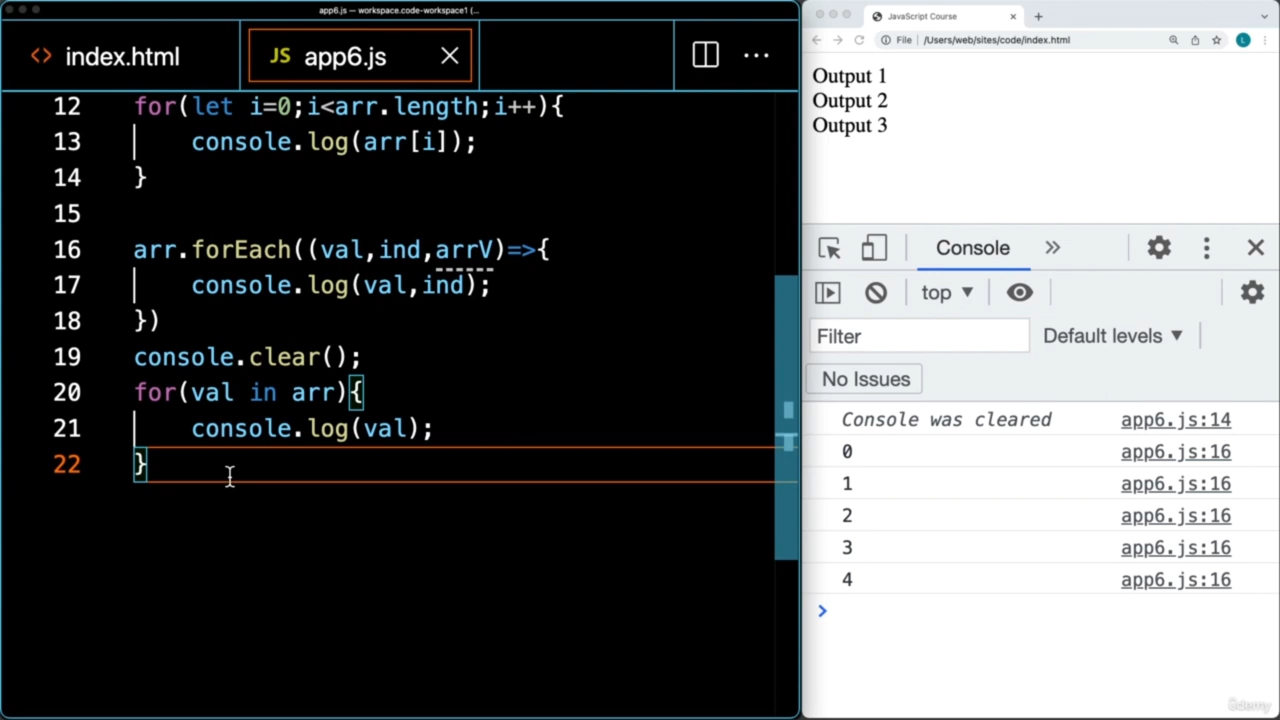 app6.js — workspace.code-workspace1 (...
index.html
JS app6.js
12 for(let i=0;i<arr.length;i++){
13 console.log(arr[i]);
14 }
15
16 arr.forEach((val,ind,arrV)=>{
17 console.log(val,ind);
18 })
19 console.clear();
20 for(val in arr){
21 console.log(val);
22 }
JavaScript Course
File /Users/web/sites/code/index.html
L
Output 1
Output 2
Output 3
Console
top
Filter Default levels
No Issues
Console was cleared app6.js:14
0 app6.js:16
1 app6.js:16
2 app6.js:16
3 app6.js:16
4 app6.js:16
ûdemy